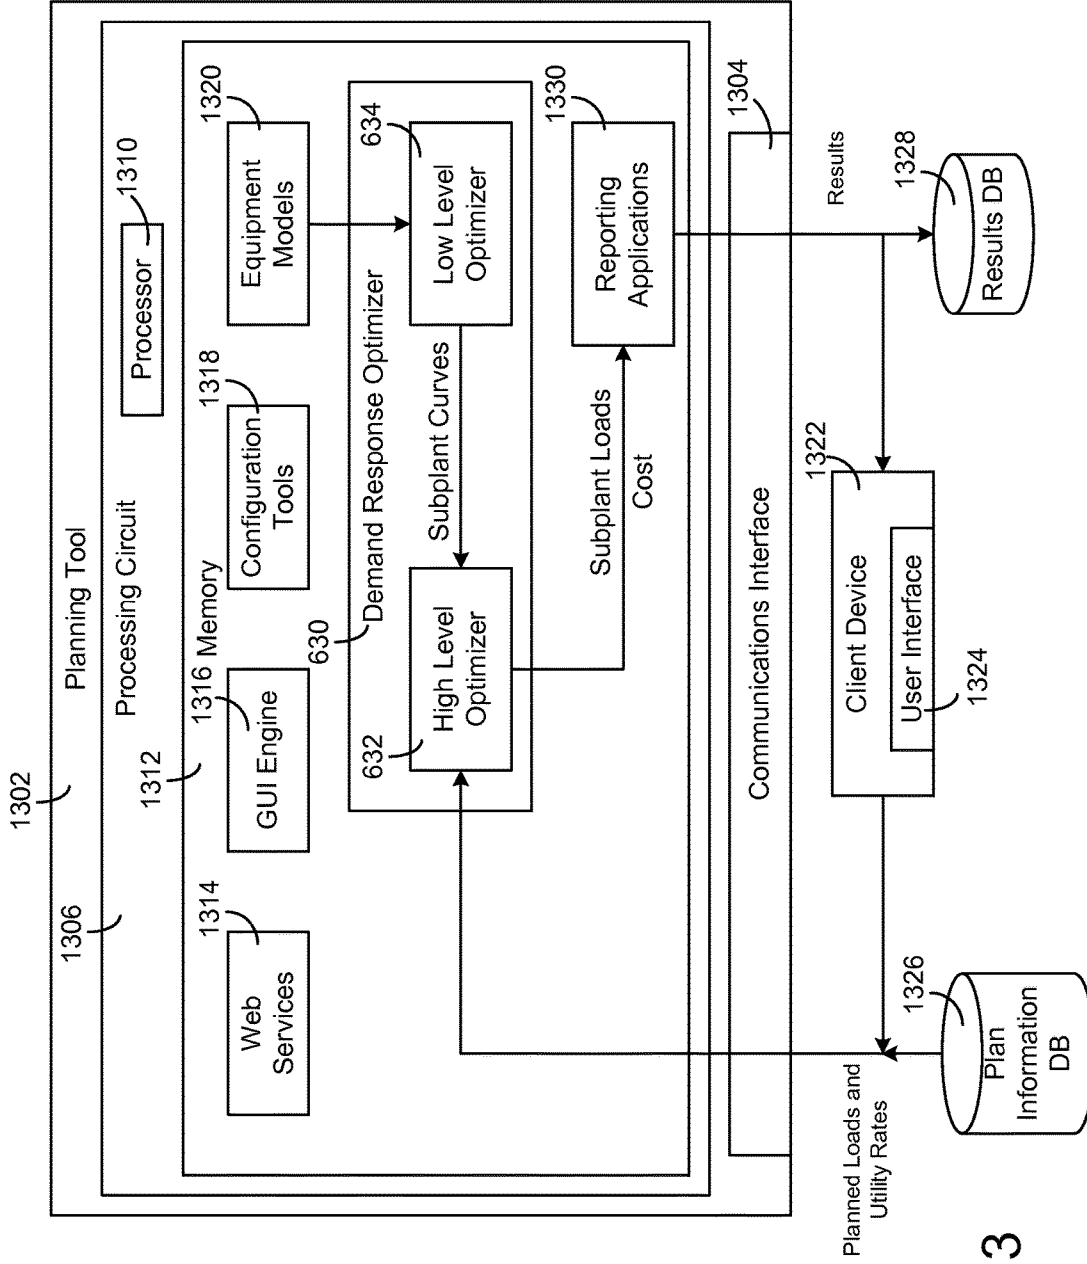 1302
Planning Tool
1306
Processing Circuit
Processor
1310
1312
Memory
Web
Services
1314
GUI Engine
1316
Configuration
Tools
1318
Equipment
Models
1320
630
Demand Response Optimizer
632
High Level
Optimizer
Subplant Curves
Low Level
Optimizer
634
Subplant Loads
Cost
Reporting
Applications
1330
Communications Interface
1304
Planned Loads and
Utility Rates
Client Device
1322
User Interface
1324
Results
Plan
Information
DB
1326
Results DB
1328
3